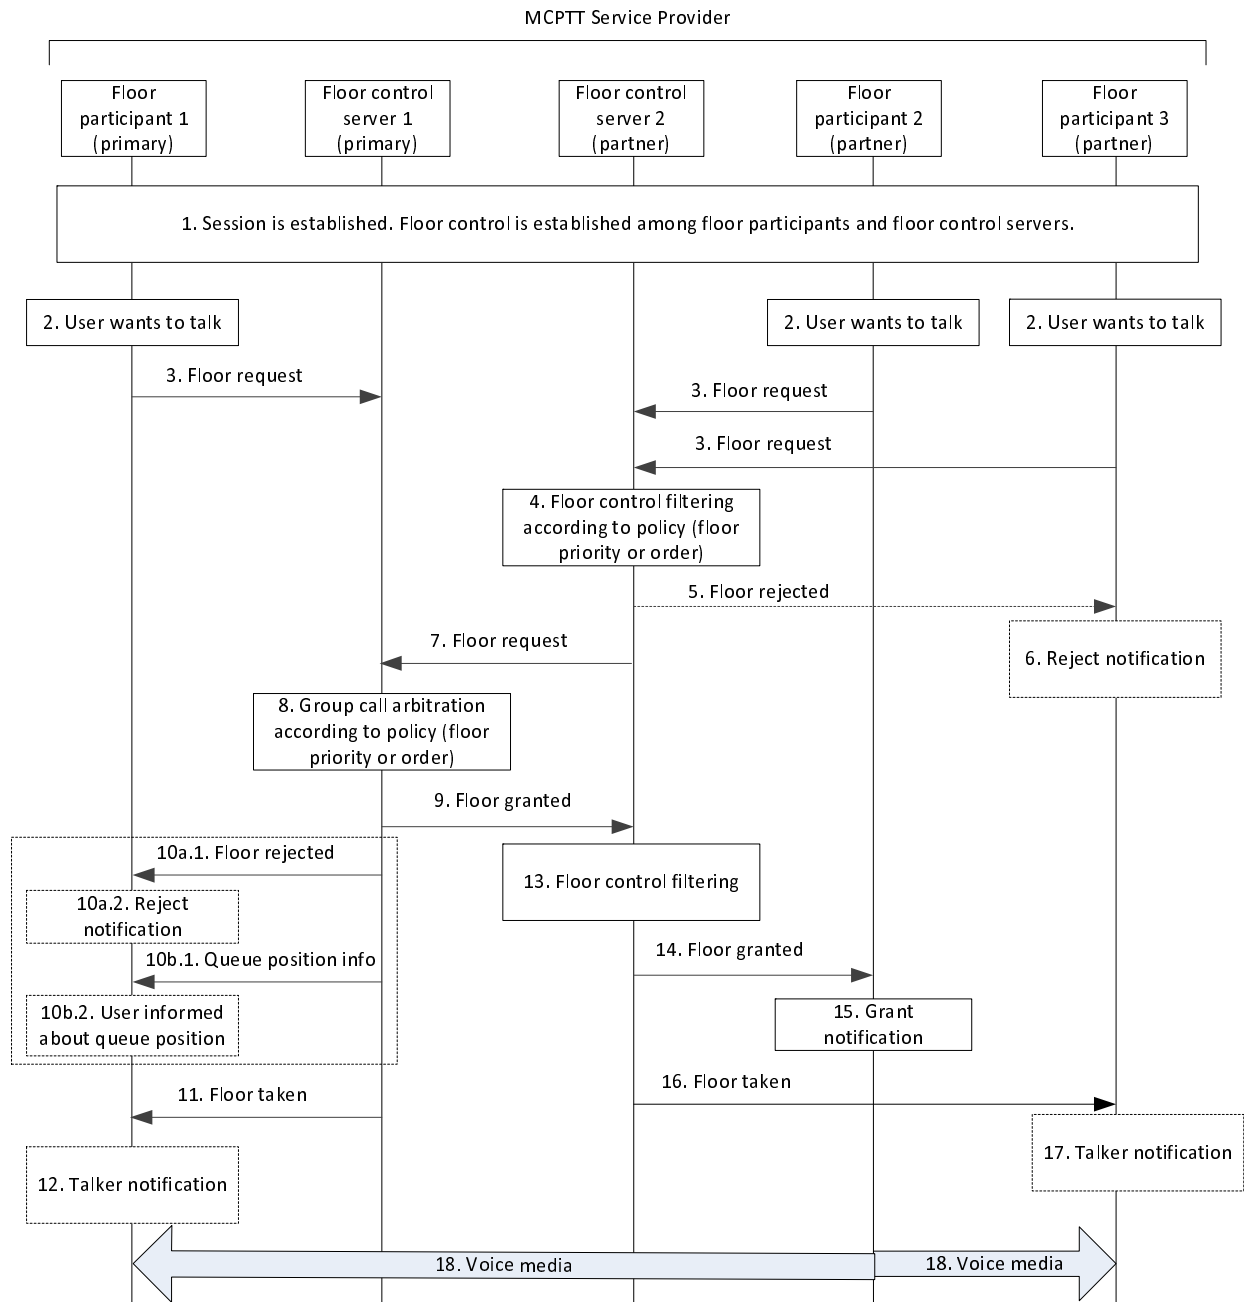 MCPTT Service Provider
Floor
participant 1
(primary)
Floor control
server 1
(primary)
Floor control
server 2
(partner)
Floor
participant 2
(partner)
Floor
participant 3
(partner)
1. Session is established. Floor control is established among floor participants and floor control servers.
2. User wants to talk
2. User wants to talk
2. User wants to talk
3. Floor request
3. Floor request
3. Floor request
4. Floor control filtering
according to policy (floor
priority or order)
5. Floor rejected
6. Reject notification
7. Floor request
8. Group call arbitration
according to policy (floor
priority or order)
9. Floor granted
10a.1. Floor rejected
10a.2. Reject
notification
10b.1. Queue position info
10b.2. User informed
about queue position
13. Floor control filtering
14. Floor granted
15. Grant
notification
11. Floor taken
16. Floor taken
12. Talker notification
17. Talker notification
18. Voice media
18. Voice media